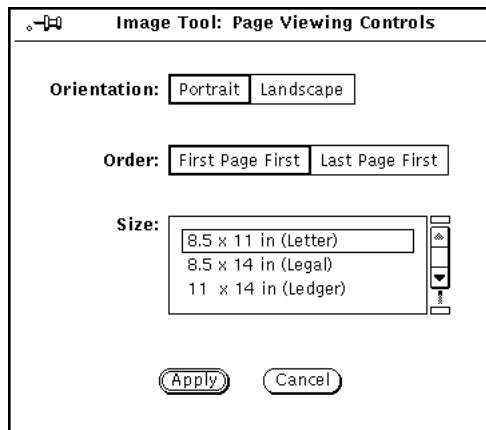 Image Tool: Page Viewing Controls
Orientation: Portrait Landscape
Order: First Page First Last Page First
Size:
8.5 x 11 in (Letter)
8.5 x 14 in (Legal)
11 x 14 in (Ledger)
Apply Cancel